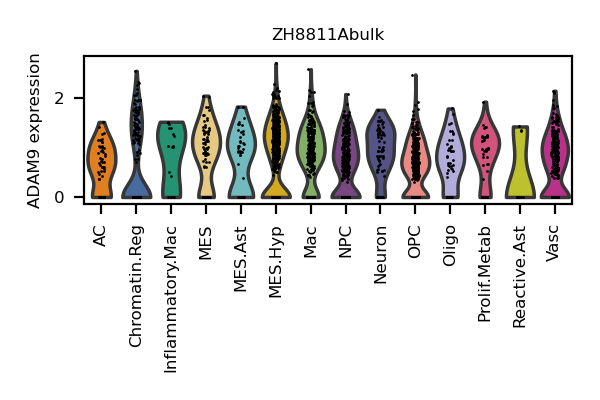 ZH8811Abulk
ADAM9 expression
2
0
AC
Chromatin.Reg
Inflammatory.Mac
MES
MES.Ast
MES.Hyp
Mac
NPC
Neuron
OPC
Oligo
Prolif.Metab
Reactive.Ast
Vasc